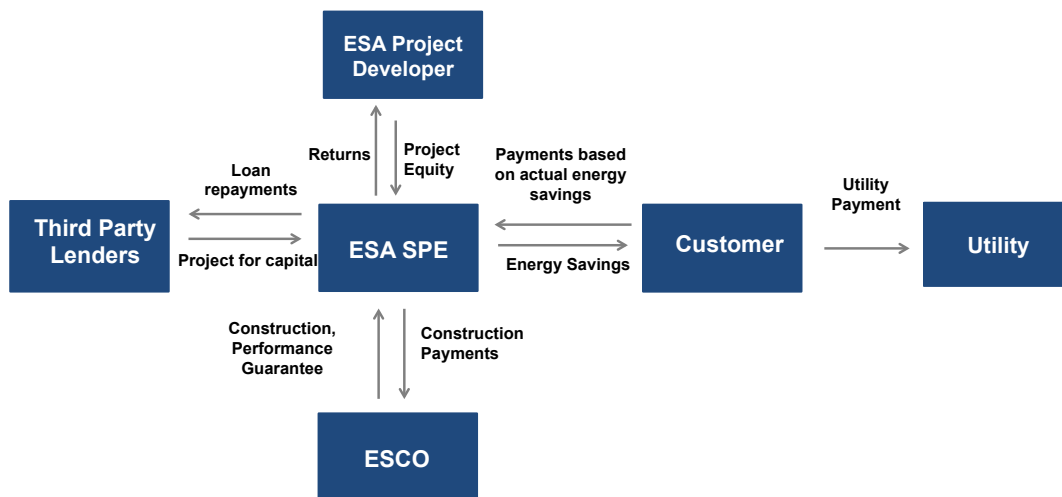 ESA Project
Developer
Returns
Project
Equity
Payments based
on actual energy
savings
Loan
repayments
Utility
Payment
Third Party
Lenders
ESA SPE
Customer
Utility
Project for capital
Energy Savings
Construction,
Performance
Guarantee
Construction
Payments
ESCO